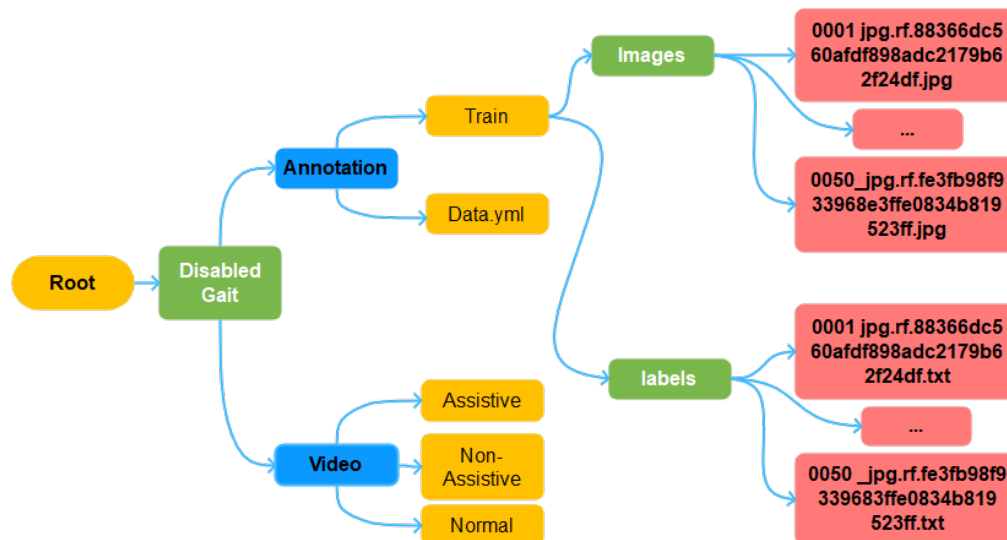 Root
Disabled
Gait
Annotation
Video
Train
Data.yml
Assistive
Non-
Assistive
Normal
Images
labels
0001 jpg.rf.88366dc5
60afdf898adc2179b6
2f24df.jpg
...
0050_jpg.rf.fe3fb98f9
33968e3ffe0834b819
523ff.jpg
0001 jpg.rf.88366dc5
60afdf898adc2179b6
2f24df.txt
...
0050 _jpg.rf.fe3fb98f9
339683ffe0834b819
523ff.txt